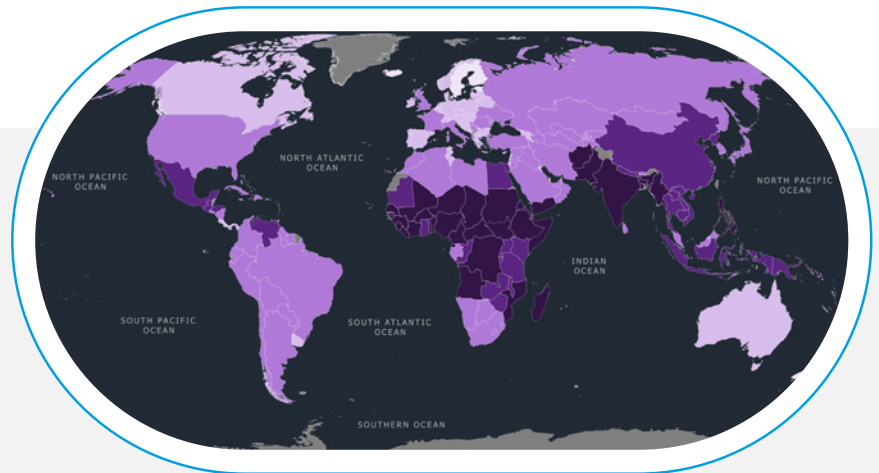 NORTH ATLANTIC
OCEAN
NORTH PACIFIC
OCEAN
NORTH PACIFIC
OCEAN
INDIAN
OCEAN
SOUTH PACIFIC
OCEAN
SOUTH ATLANTIC
OCEAN
SOUTHERN OCEAN